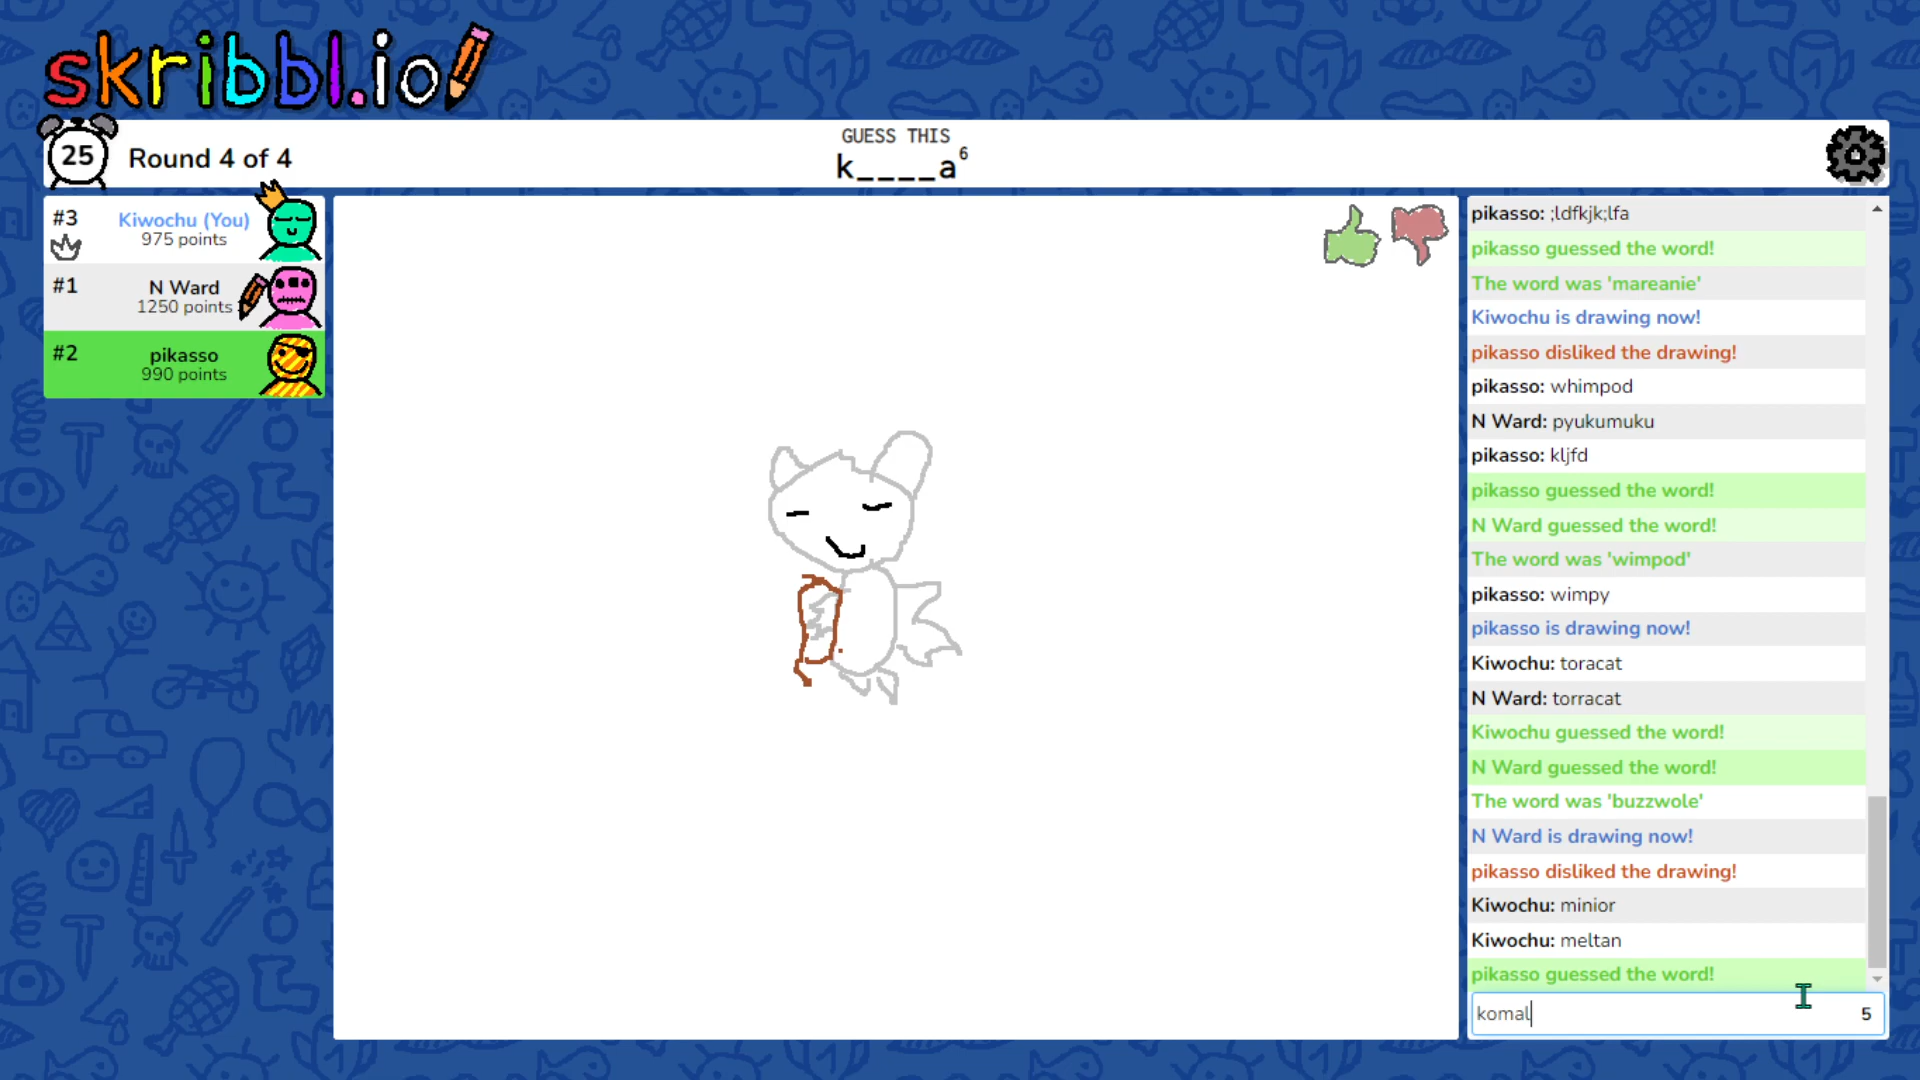 skribbl.io
25
Round 4 of 4
GUESS THIS
k____a6
#3
Kiwochu (You)
975 points
#1
N Ward
1250 points
#2
pikasso
990 points
pikasso: ;ldfkjk;lfa
pikasso guessed the word!
The word was 'mareanie'
Kiwochu is drawing now!
pikasso disliked the drawing!
pikasso: whimpod
N Ward: pyukumuku
pikasso: kljfd
pikasso guessed the word!
N Ward guessed the word!
The word was 'wimpod'
pikasso: wimpy
pikasso is drawing now!
Kiwochu: toracat
N Ward: torracat
Kiwochu guessed the word!
N Ward guessed the word!
The word was 'buzzwole'
N Ward is drawing now!
pikasso disliked the drawing!
Kiwochu: minior
Kiwochu: meltan
pikasso guessed the word!
komal
5